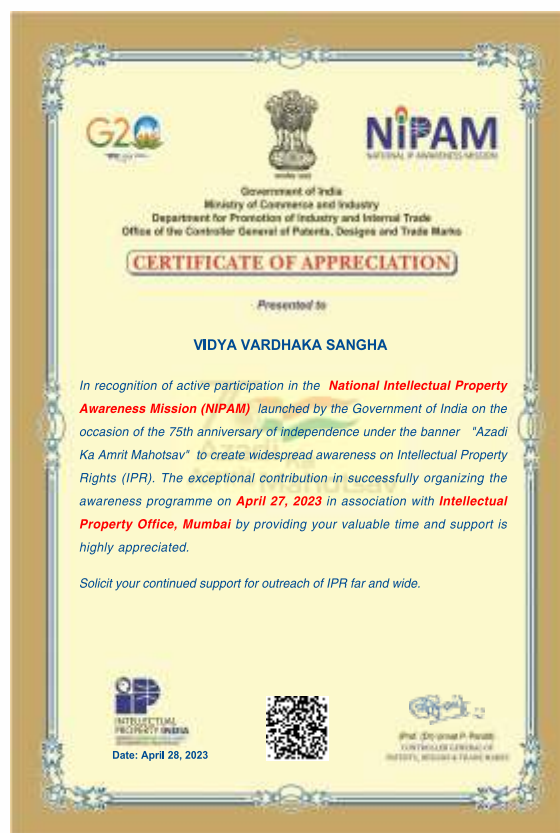 G20
NiPAM
NATIONAL IP AWARENESS MISSION
Government of India
Ministry of Commerce and Industry
Department for Promotion of Industry and Internal Trade
Office of the Controller General of Patents, Designs and Trade Marks
CERTIFICATE OF APPRECIATION
Presented to
VIDYA VARDHAKA SANGHA
In recognition of active participation in the National Intellectual Property
Awareness Mission (NIPAM) launched by the Government of India on the
occasion of the 75th anniversary of independence under the banner "Azadi
Ka Amrit Mahotsav" to create widespread awareness on Intellectual Property
Rights (IPR). The exceptional contribution in successfully organizing the
awareness programme on April 27, 2023 in association with Intellectual
Property Office, Mumbai by providing your valuable time and support is
highly appreciated.
Solicit your continued support for outreach of IPR far and wide.
iP
INTELLECTUAL
PROPERTY INDIA
Date: April 28, 2023
(Prof. (Dr) Unnat P. Pandit)
CONTROLLER GENERAL OF
PATENTS, DESIGNS & TRADE MARKS